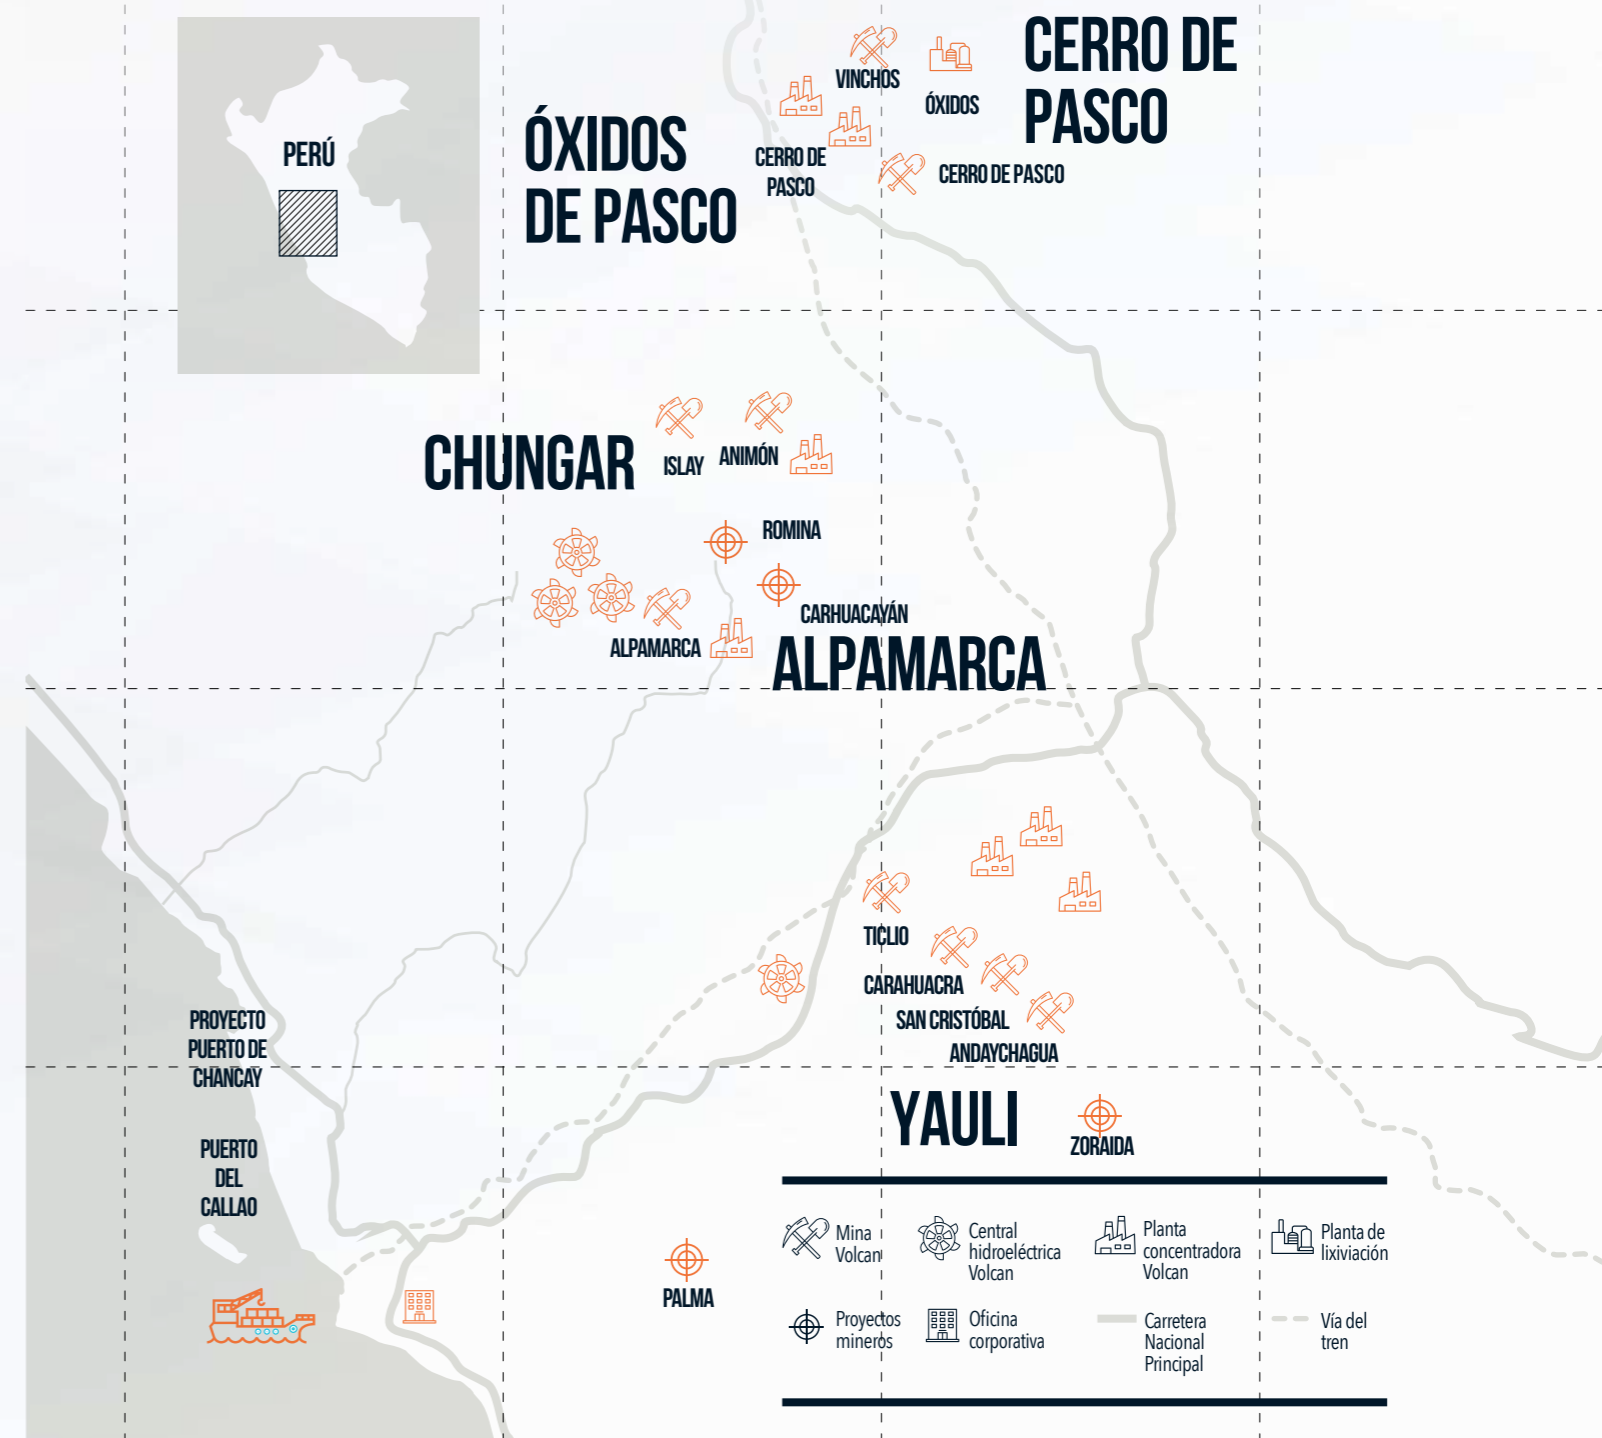 PERÚ
ÓXIDOS
DE PASCO
VINCHOS
ÓXIDOS
CERRO DE
PASCO
CERRO DE
PASCO
CERRO DE PASCO
CHUNGAR
ISLAY
ANIMÓN
ROMINA
CARHUACAYÁN
ALPAMARCA
ALPAMARCA
TICLIO
CARAHUACRA
SAN CRISTÓBAL
ANDAYCHAGUA
PROYECTO
PUERTO DE
CHANCAY
YAULI
ZORAIDA
PUERTO
DEL
CALLAO
PALMA
Mina
Volcan
Central
hidroeléctrica
Volcan
Planta
concentradora
Volcan
Planta de
lixiviación
Proyectos
mineros
Oficina
corporativa
Carretera
Nacional
Principal
Vía del
tren